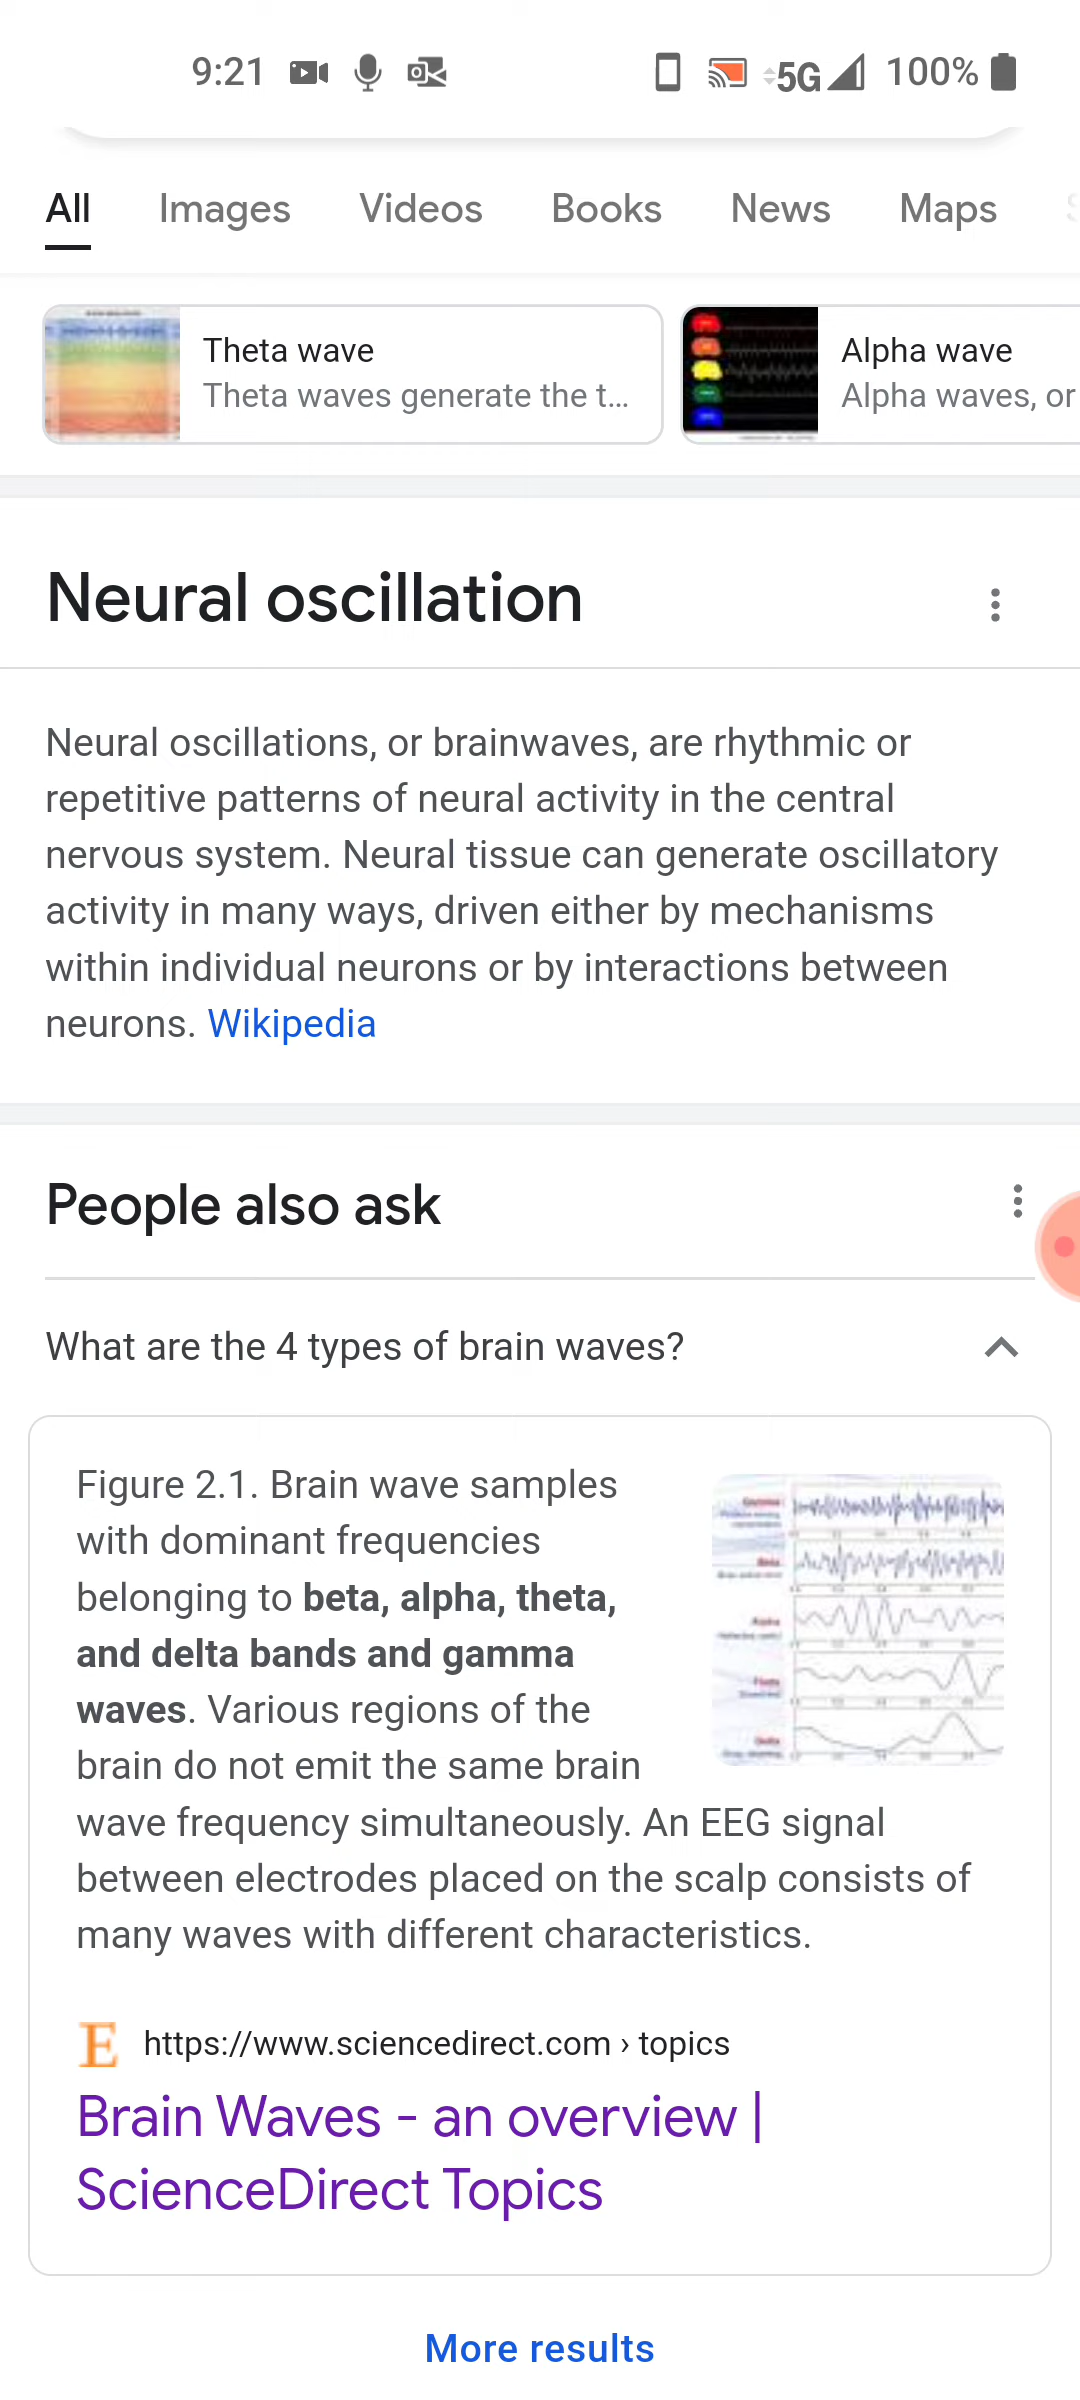 9:21 5G 100%
All Images Videos Books News Maps
Theta wave
Theta waves generate the t...
Alpha wave
Alpha waves, or
Neural oscillation
Neural oscillations, or brainwaves, are rhythmic or
repetitive patterns of neural activity in the central
nervous system. Neural tissue can generate oscillatory
activity in many ways, driven either by mechanisms
within individual neurons or by interactions between
neurons. Wikipedia
People also ask
What are the 4 types of brain waves?
Figure 2.1. Brain wave samples
with dominant frequencies
belonging to beta, alpha, theta,
and delta bands and gamma
waves. Various regions of the
brain do not emit the same brain
wave frequency simultaneously. An EEG signal
between electrodes placed on the scalp consists of
many waves with different characteristics.
E https://www.sciencedirect.com › topics
Brain Waves - an overview |
ScienceDirect Topics
More results